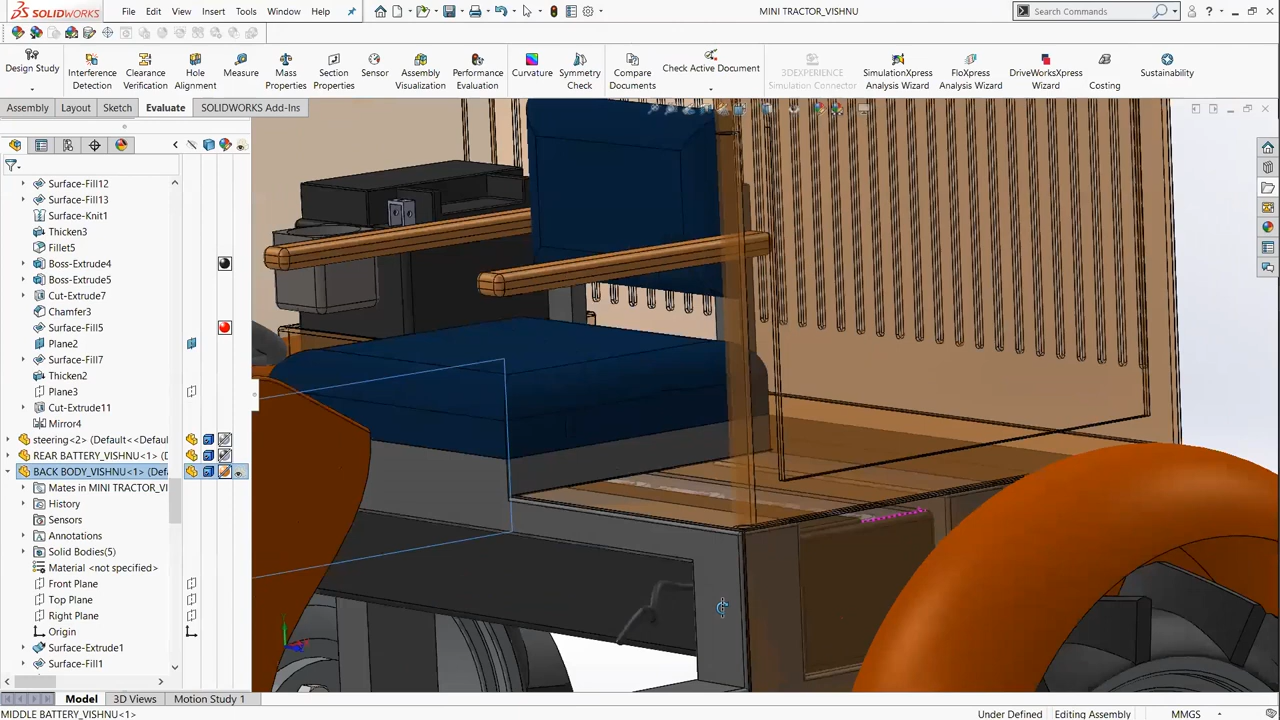 SOLIDWORKS File Edit View Insert Tools Window Help MINI TRACTOR_VISHNU Search Commands ?
Design Study Interference Detection Clearance Verification Hole Alignment Measure Mass Properties Section Properties Sensor Assembly Visualization Performance Evaluation Curvature Symmetry Check Compare Documents Check Active Document 3DEXPERIENCE Simulation Connector SimulationXpress Analysis Wizard FloXpress Analysis Wizard DriveWorksXpress Wizard Costing Sustainability
Assembly Layout Sketch Evaluate SOLIDWORKS Add-Ins
Surface-Fill12
Surface-Fill13
Surface-Knit1
Thicken3
Fillet5
Boss-Extrude4
Boss-Extrude5
Cut-Extrude7
Chamfer3
Surface-Fill5
Plane2
Surface-Fill7
Thicken2
Plane3
Cut-Extrude11
Mirror4
steering<2> (Default<<Defaul
REAR BATTERY_VISHNU<1> (D
BACK BODY_VISHNU<1> (Def
Mates in MINI TRACTOR_VI
History
Sensors
Annotations
Solid Bodies(5)
Material <not specified>
Front Plane
Top Plane
Right Plane
Origin
Surface-Extrude1
Surface-Fill1
Model 3D Views Motion Study 1
MIDDLE BATTERY_VISHNU<1> Under Defined Editing Assembly MMGS